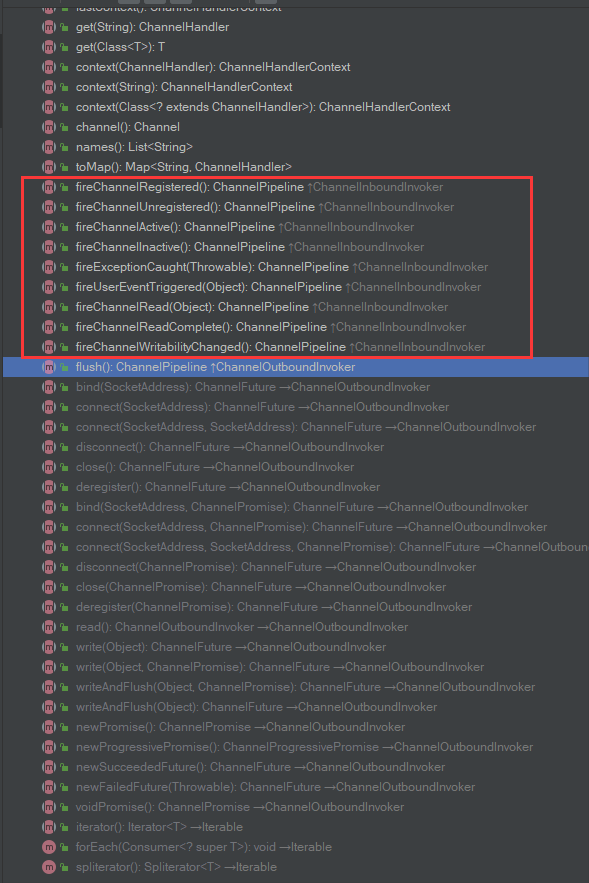 get(String): ChannelHandler
get(Class<T>): T
context(ChannelHandler): ChannelHandlerContext
context(String): ChannelHandlerContext
context(Class<? extends ChannelHandler>): ChannelHandlerContext
channel(): Channel
names(): List<String>
toMap(): Map<String, ChannelHandler>
fireChannelRegistered(): ChannelPipeline ↑ChannelInboundInvoker
fireChannelUnregistered(): ChannelPipeline ↑ChannelInboundInvoker
fireChannelActive(): ChannelPipeline ↑ChannelInboundInvoker
fireChannelInactive(): ChannelPipeline ↑ChannelInboundInvoker
fireExceptionCaught(Throwable): ChannelPipeline ↑ChannelInboundInvoker
fireUserEventTriggered(Object): ChannelPipeline ↑ChannelInboundInvoker
fireChannelRead(Object): ChannelPipeline ↑ChannelInboundInvoker
fireChannelReadComplete(): ChannelPipeline ↑ChannelInboundInvoker
fireChannelWritabilityChanged(): ChannelPipeline ↑ChannelInboundInvoker
flush(): ChannelPipeline ↑ChannelOutboundInvoker
bind(SocketAddress): ChannelFuture →ChannelOutboundInvoker
connect(SocketAddress): ChannelFuture →ChannelOutboundInvoker
connect(SocketAddress, SocketAddress): ChannelFuture →ChannelOutboundInvoker
disconnect(): ChannelFuture →ChannelOutboundInvoker
close(): ChannelFuture →ChannelOutboundInvoker
deregister(): ChannelFuture →ChannelOutboundInvoker
bind(SocketAddress, ChannelPromise): ChannelFuture →ChannelOutboundInvoker
connect(SocketAddress, ChannelPromise): ChannelFuture →ChannelOutboundInvoker
connect(SocketAddress, SocketAddress, ChannelPromise): ChannelFuture →ChannelOutboun
disconnect(ChannelPromise): ChannelFuture →ChannelOutboundInvoker
close(ChannelPromise): ChannelFuture →ChannelOutboundInvoker
deregister(ChannelPromise): ChannelFuture →ChannelOutboundInvoker
read(): ChannelOutboundInvoker →ChannelOutboundInvoker
write(Object): ChannelFuture →ChannelOutboundInvoker
write(Object, ChannelPromise): ChannelFuture →ChannelOutboundInvoker
writeAndFlush(Object, ChannelPromise): ChannelFuture →ChannelOutboundInvoker
writeAndFlush(Object): ChannelFuture →ChannelOutboundInvoker
newPromise(): ChannelPromise →ChannelOutboundInvoker
newProgressivePromise(): ChannelProgressivePromise →ChannelOutboundInvoker
newSucceededFuture(): ChannelFuture →ChannelOutboundInvoker
newFailedFuture(Throwable): ChannelFuture →ChannelOutboundInvoker
voidPromise(): ChannelPromise →ChannelOutboundInvoker
iterator(): Iterator<T> →Iterable
forEach(Consumer<? super T>): void →Iterable
spliterator(): Spliterator<T> →Iterable